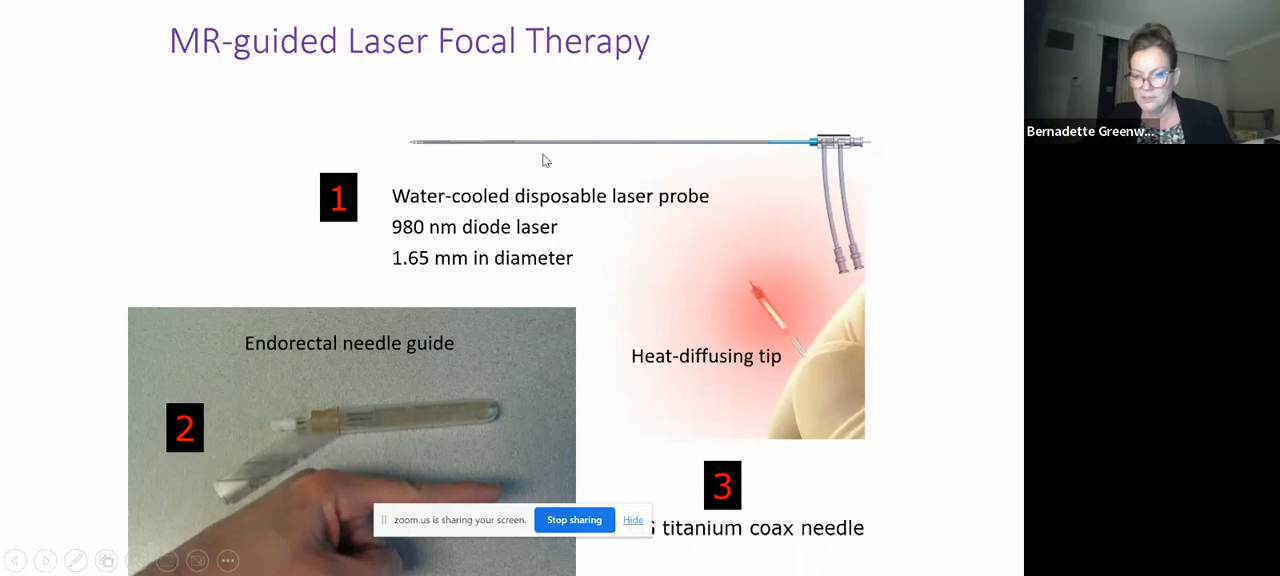 MR-guided Laser Focal Therapy
Bernadette Greenw...
1
Water-cooled disposable laser probe
980 nm diode laser
1.65 mm in diameter
Endorectal needle guide
Heat-diffusing tip
2
3
zoom.us is sharing your screen. Stop sharing Hide
titanium coax needle